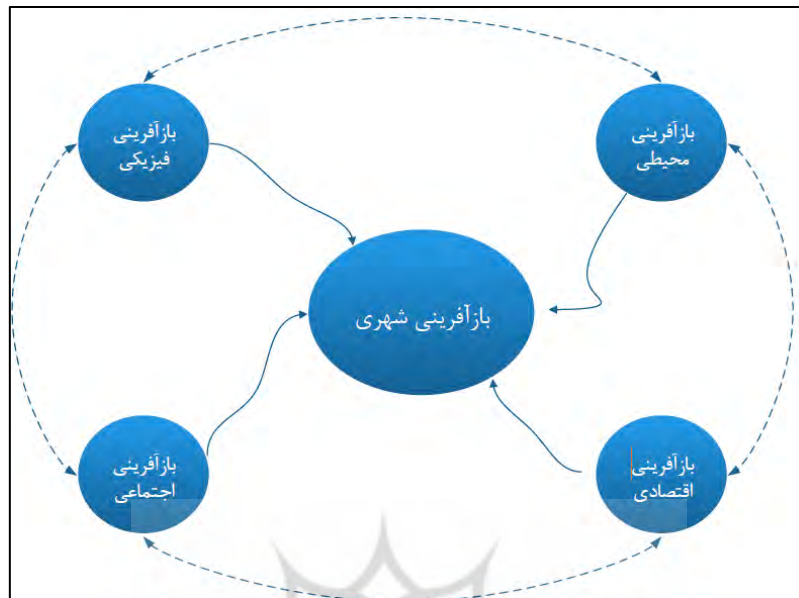 بازآفرینی
محیطی
بازآفرینی
فیزیکی
بازآفرینی شهری
بازآفرینی
اقتصادی
بازآفرینی
اجتماعی